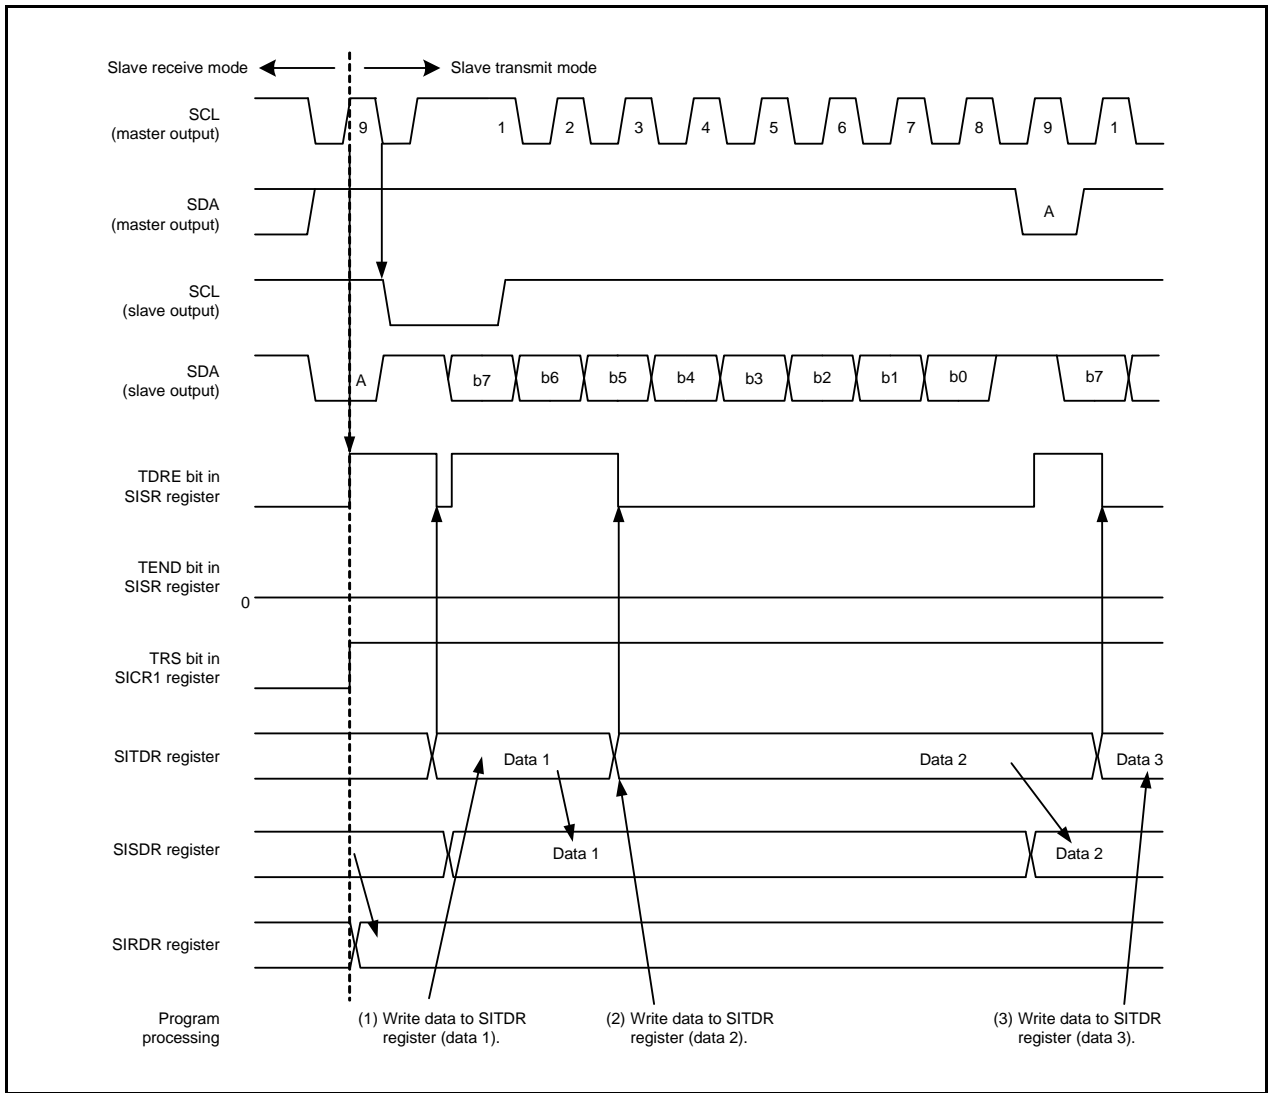 Slave receive mode
Slave transmit mode
SCL
(master output)
9
1
2
3
4
5
6
7
8
9
1
SDA
(master output)
A
SCL
(slave output)
SDA
(slave output)
A
b7
b6
b5
b4
b3
b2
b1
b0
b7
TDRE bit in
SISR register
TEND bit in
SISR register
0
TRS bit in
SICR1 register
SITDR register
Data 1
Data 2
Data 3
SISDR register
Data 1
Data 2
SIRDR register
Program
processing
(1) Write data to SITDR
register (data 1).
(2) Write data to SITDR
register (data 2).
(3) Write data to SITDR
register (data 3).